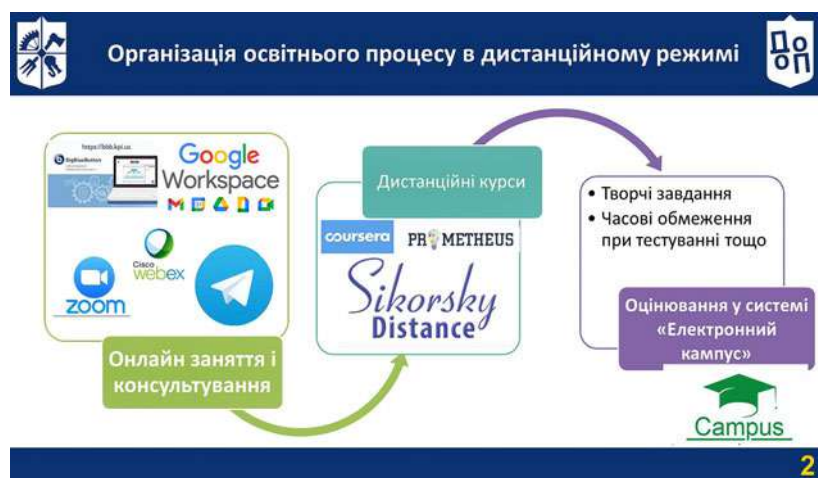 Організація освітнього процесу в дистанційному режимі
ДО
ОП
https://bbb.kpi.ua
BigBlueButton
Google
Workspace
Cisco
webex
zoom
Онлайн заняття і
консультування
Дистанційні курси
coursera
PROMETHEUS
Sikorsky
Distance
• Творчі завдання
• Часові обмеження
при тестуванні тощо
Оцінювання у системі
«Електронний
кампус»
Campus
2